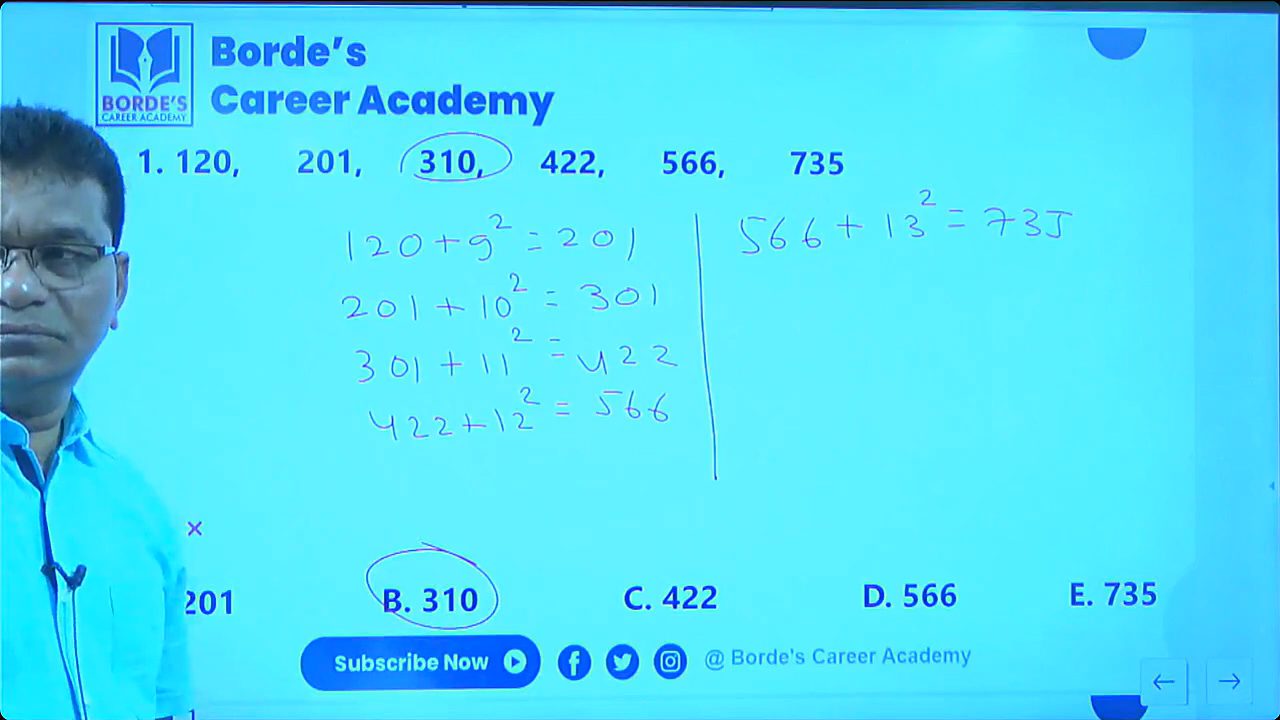 BORDE'S
CAREER ACADEMY
Borde's
Career Academy
1. 120, 201, 310, 422, 566, 735
120 + 9² = 201
201 + 10² = 301
301 + 11² = 422
422 + 12² = 566
566 + 13² = 735
×
201 B. 310 C. 422 D. 566 E. 735
Subscribe Now @ Borde's Career Academy
← →